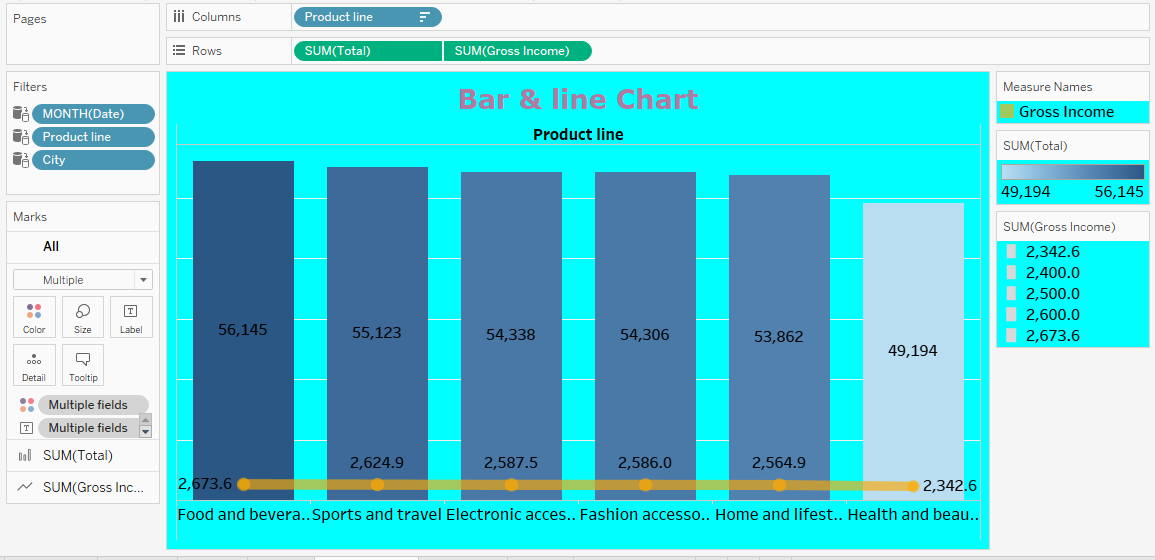 Pages
Columns
Product line
Rows
SUM(Total)
SUM(Gross Income)
Filters
MONTH(Date)
Product line
City
Marks
All
Multiple
Color
Size
Label
Detail
Tooltip
Multiple fields
Multiple fields
SUM(Total)
SUM(Gross Inc...
Bar & line Chart
Product line
56,145
55,123
54,338
54,306
53,862
49,194
2,673.6
2,624.9
2,587.5
2,586.0
2,564.9
2,342.6
Food and bevera..
Sports and travel
Electronic acces..
Fashion accesso..
Home and lifest..
Health and beau..
Measure Names
Gross Income
SUM(Total)
49,194 56,145
SUM(Gross Income)
2,342.6
2,400.0
2,500.0
2,600.0
2,673.6